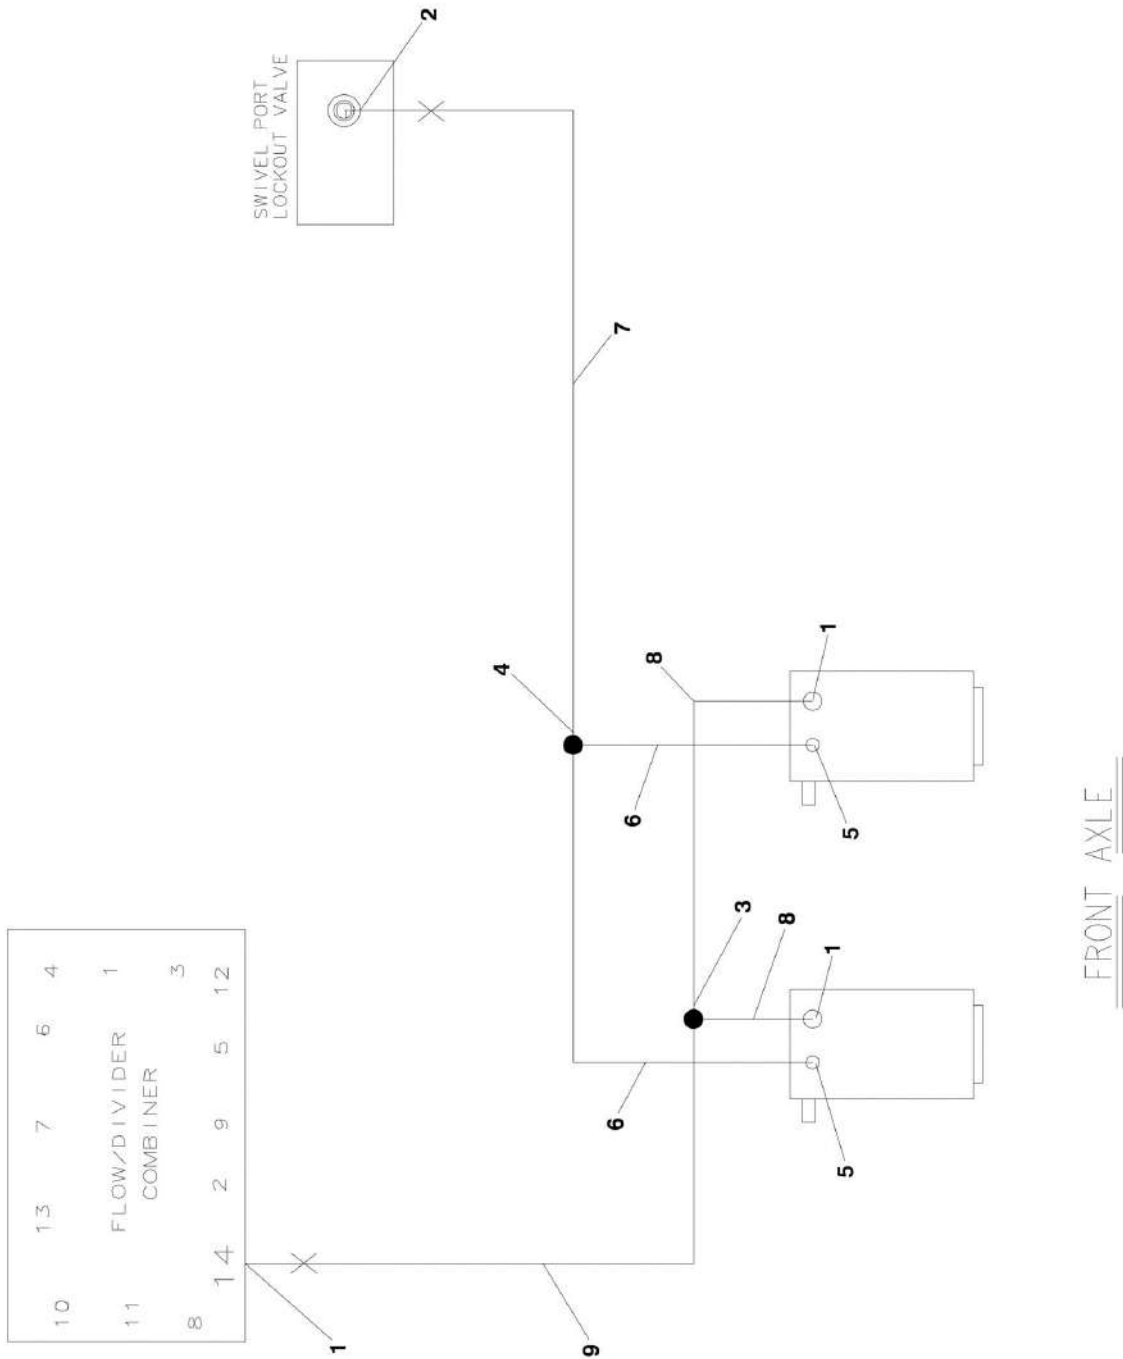 10 13 7 6 4
11 FLOW/DIVIDER 1
COMBINER
8 3
14 2 9 5 12
SWIVEL PORT
LOCKOUT VALVE
1
2
4
9
6
7
6
8
3
8
1
1
5
5
FRONT AXLE